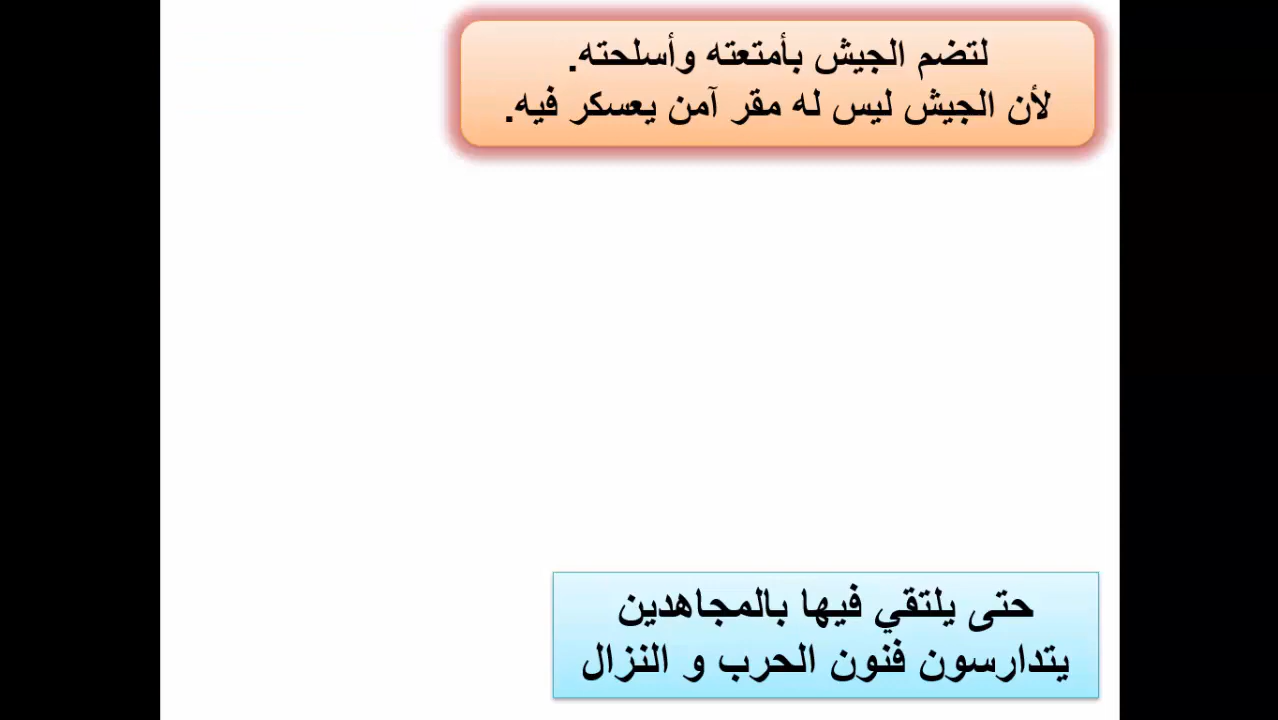 لتضم الجيش بأمتعته وأسلحته.
لأن الجيش ليس له مقر آمن يعسكر فيه.
حتى يلتقي فيها بالمجاهدين
يتدارسون فنون الحرب و النزال